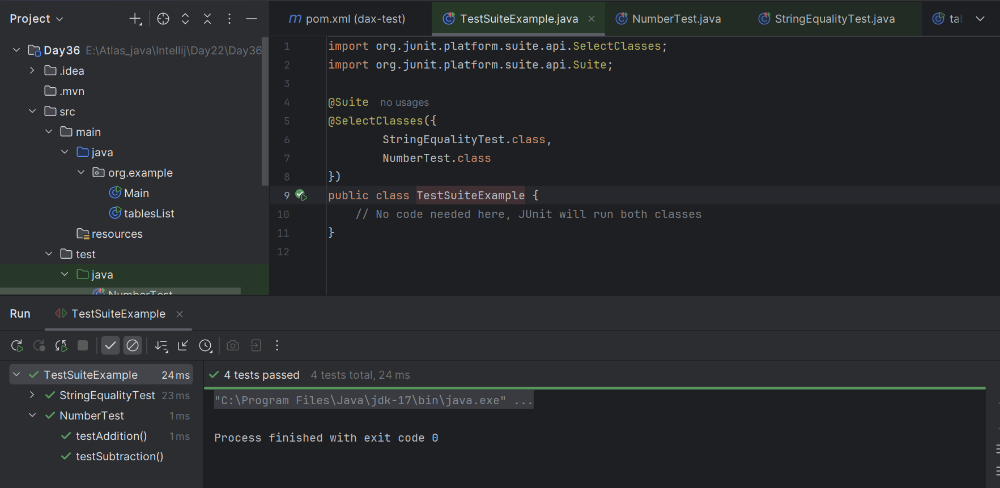 Project
pom.xml (dax-test)
TestSuiteExample.java
NumberTest.java
StringEqualityTest.java
Day36 E:\Atlas_java\Intellij\Day22\Day36
.idea
.mvn
src
main
java
org.example
Main
tablesList
resources
test
java
NumberTest
1 import org.junit.platform.suite.api.SelectClasses;
2 import org.junit.platform.suite.api.Suite;
3
4 @Suite no usages
5 @SelectClasses({
6 StringEqualityTest.class,
7 NumberTest.class
8 })
9 public class TestSuiteExample {
10 // No code needed here, JUnit will run both classes
11 }
12
Run TestSuiteExample
TestSuiteExample 24 ms
StringEqualityTest 23 ms
NumberTest 1 ms
testAddition() 1 ms
testSubtraction()
4 tests passed 4 tests total, 24 ms
"C:\Program Files\Java\jdk-17\bin\java.exe" ...
Process finished with exit code 0